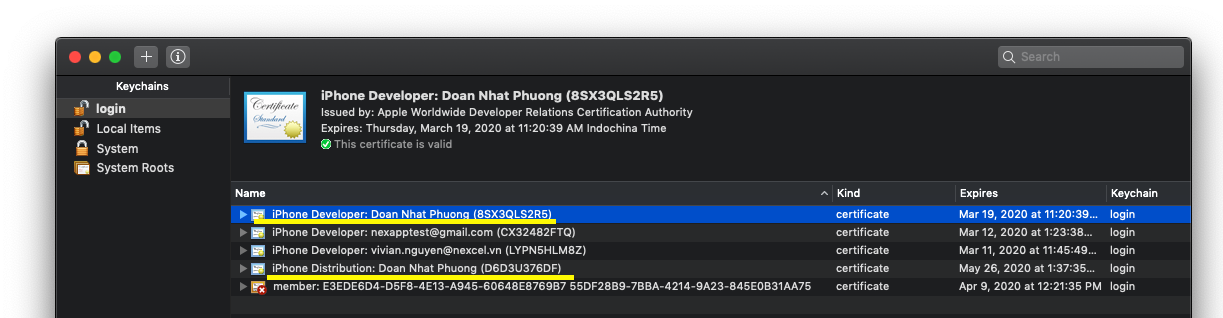 Search
Keychains
login
Local Items
System
System Roots
Certificate
Standard
iPhone Developer: Doan Nhat Phuong (8SX3QLS2R5)
Issued by: Apple Worldwide Developer Relations Certification Authority
Expires: Thursday, March 19, 2020 at 11:20:39 AM Indochina Time
This certificate is valid
Name Kind Expires Keychain
iPhone Developer: Doan Nhat Phuong (8SX3QLS2R5) certificate Mar 19, 2020 at 11:20:39... login
iPhone Developer: nexapptest@gmail.com (CX32482FTQ) certificate Mar 12, 2020 at 1:23:38... login
iPhone Developer: vivian.nguyen@nexcel.vn (LYPN5HLM8Z) certificate Mar 11, 2020 at 11:45:49... login
iPhone Distribution: Doan Nhat Phuong (D6D3U376DF) certificate May 26, 2020 at 1:37:35... login
member: E3EDE6D4-D5F8-4E13-A945-60648E8769B7 55DF28B9-7BBA-4214-9A23-845E0B31AA75 certificate Apr 9, 2020 at 12:21:35 PM login